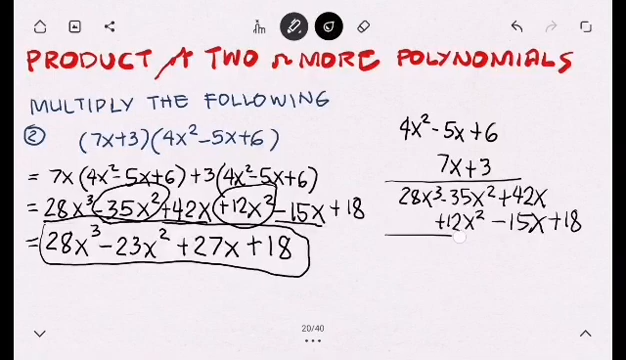 PRODUCT OF TWO OR MORE POLYNOMIALS
MULTIPLY THE FOLLOWING
② (7x+3)(4x²-5x+6)
= 7x(4x²-5x+6)+3(4x²-5x+6)
= 28x³-35x²+42x+12x²-15x+18
= 28x³-23x²+27x+18
4x²-5x+6
7x+3
28x³-35x²+42x
+12x²-15x+18
20/40